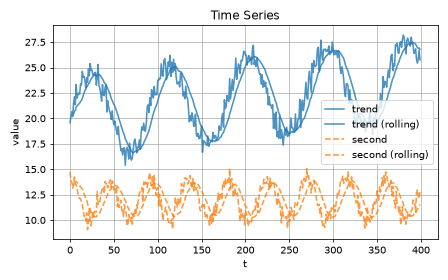 Time Series
27.5
25.0
22.5
20.0
17.5
15.0
12.5
10.0
value
trend
trend (rolling)
second
second (rolling)
0 50 100 150 200 250 300 350 400
t